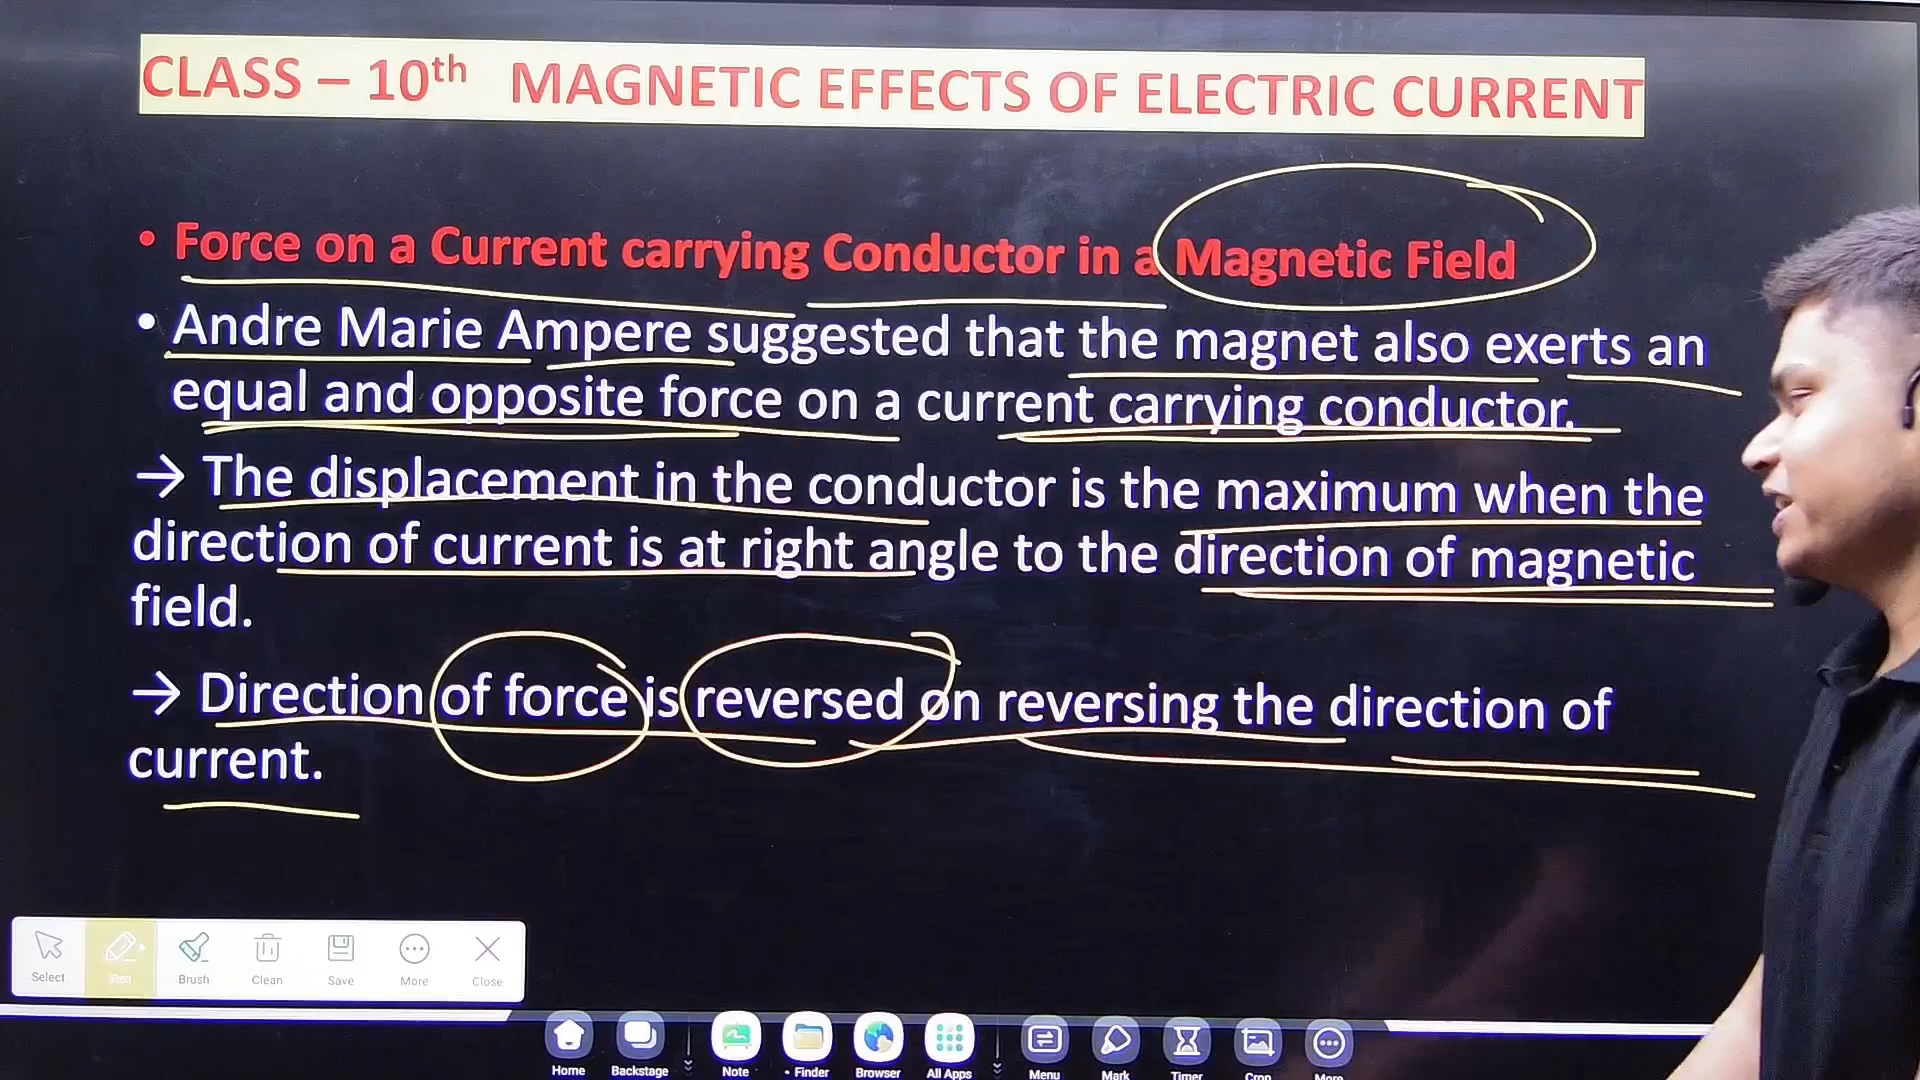 CLASS – 10th MAGNETIC EFFECTS OF ELECTRIC CURRENT
• Force on a Current carrying Conductor in a Magnetic Field
• Andre Marie Ampere suggested that the magnet also exerts an
equal and opposite force on a current carrying conductor.
→ The displacement in the conductor is the maximum when the
direction of current is at right angle to the direction of magnetic
field.
→ Direction of force is reversed on reversing the direction of
current.
Select Pen Brush Clean Save More Close
Home Backstage Note • Finder Browser All Apps Menu Mark Timer Crop More